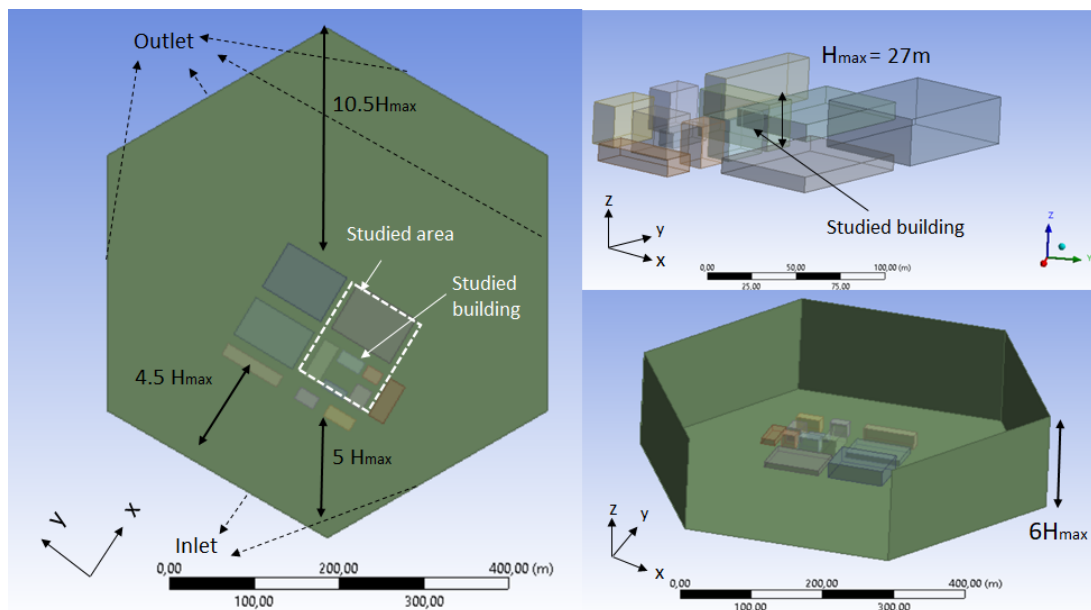 Outlet
10.5Hmax
Studied area
Studied
building
4.5 Hmax
5 Hmax
y
x
Inlet
0,00 200,00 400,00 (m)
100,00 300,00
Hmax = 27m
Studied building
z
y
x
Z
Y
0,00 50,00 100,00 (m)
25,00 75,00
6Hmax
z
y
x
0,00 200,00 400,00 (m)
100,00 300,00